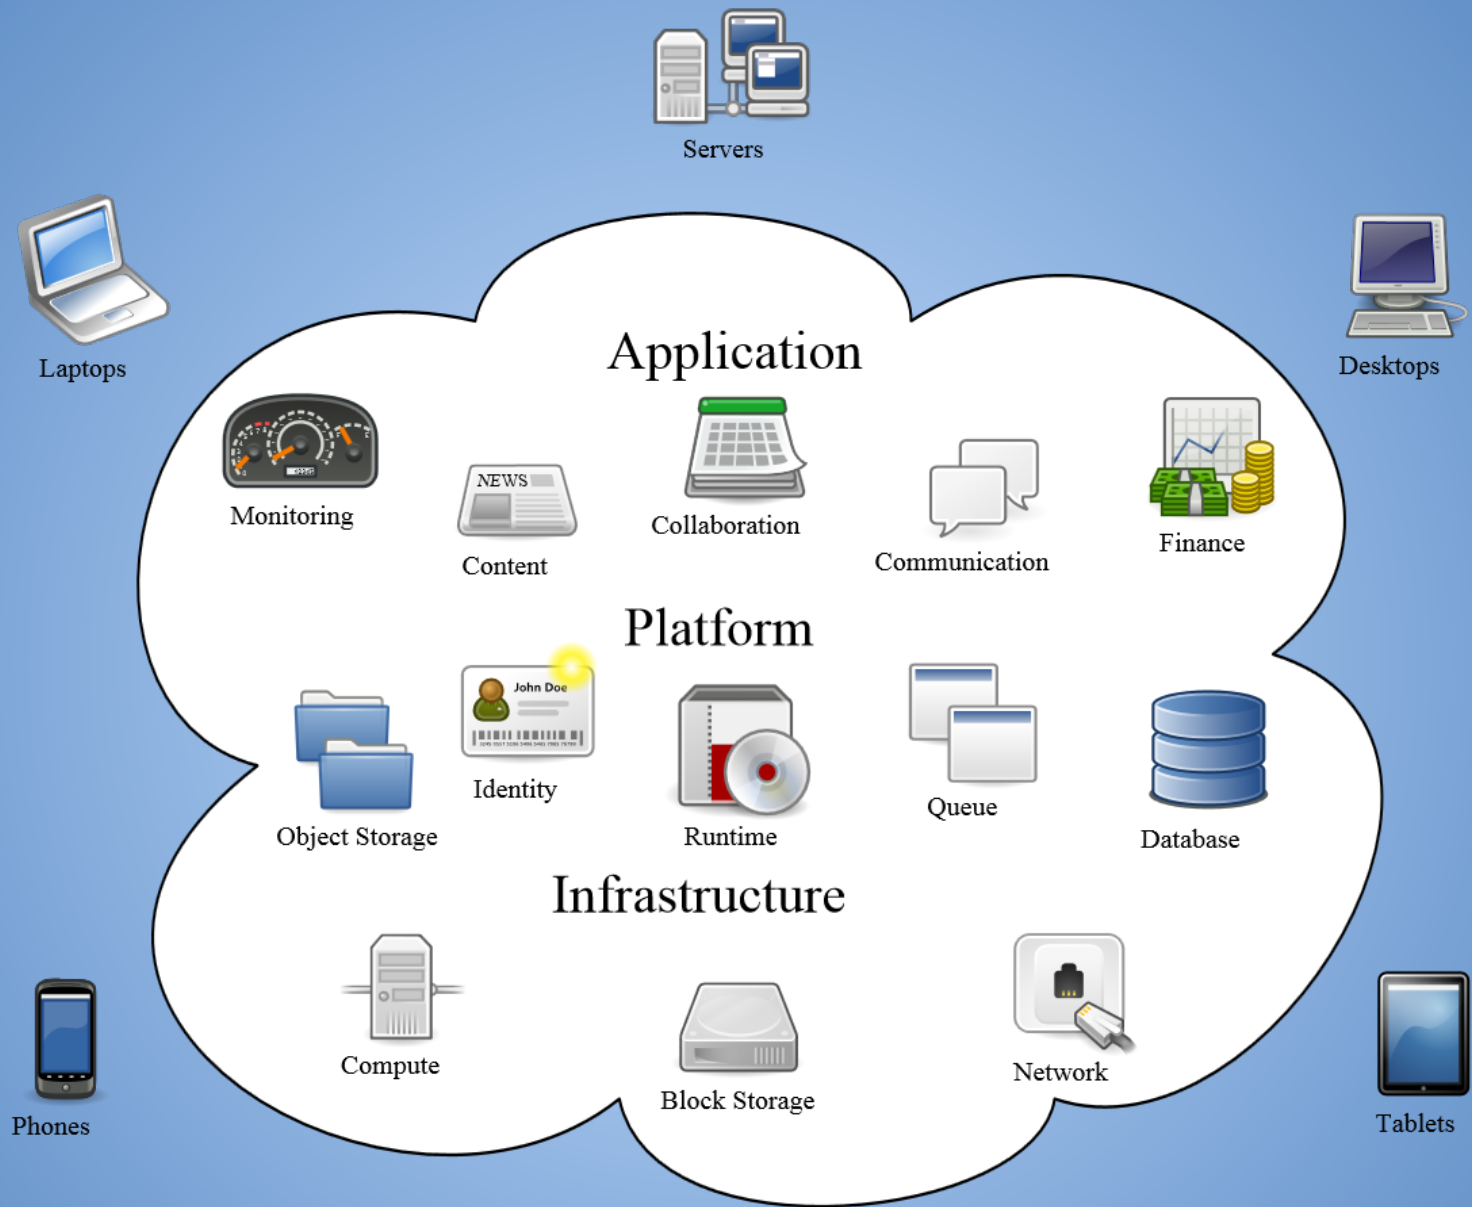 Servers
Laptops
Desktops
Application
Monitoring
NEWS
Content
Collaboration
Communication
Finance
Platform
John Doe
Identity
Object Storage
Runtime
Queue
Database
Infrastructure
Compute
Block Storage
Network
Phones
Tablets